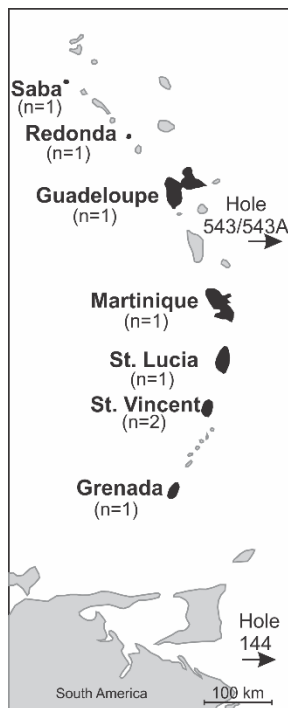 Saba
(n=1)
Redonda
(n=1)
Guadeloupe
(n=1)
Hole
543/543A
Martinique
(n=1)
St. Lucia
(n=1)
St. Vincent
(n=2)
Grenada
(n=1)
Hole
144
South America
100 km